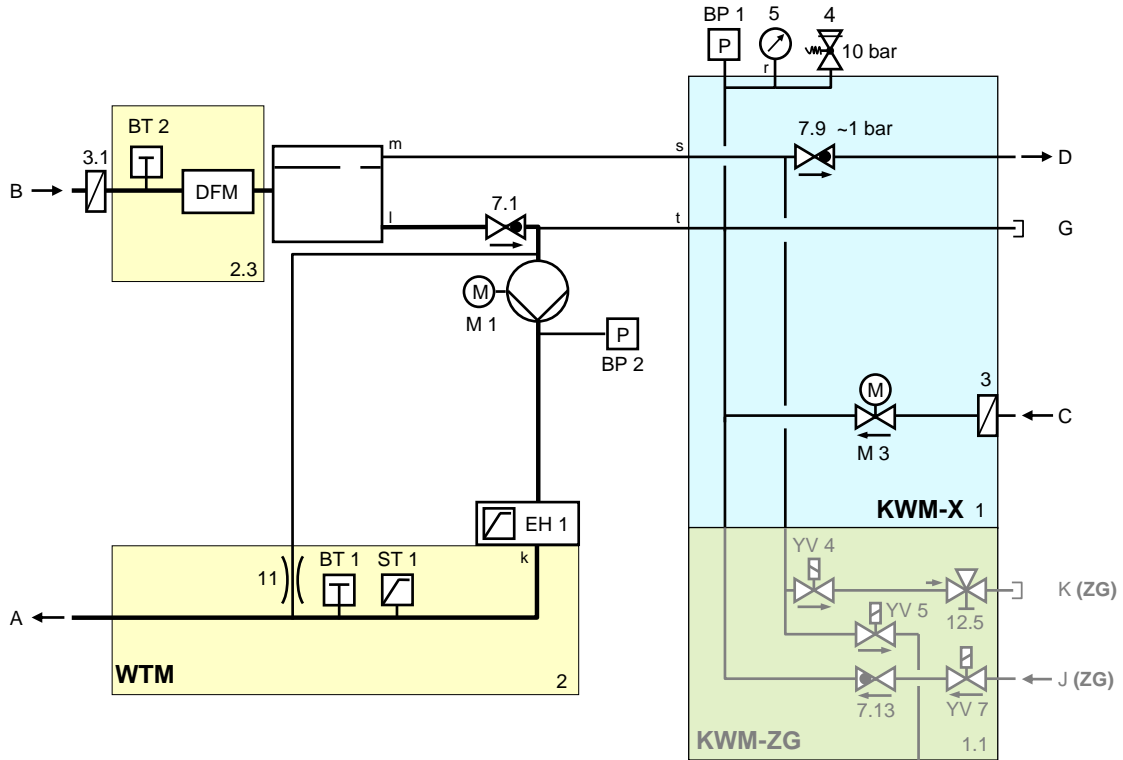 BP 1
5
4
P
10 bar
r
BT 2
3.1
m
s
7.9 ~1 bar
D
B
DFM
7.1
l
t
G
2.3
M
M 1
P
BP 2
M
3
C
M 3
EH 1
KWM-X 1
k
YV 4
11
BT 1
ST 1
K (ZG)
YV 5
12.5
A
WTM
2
J (ZG)
7.13
YV 7
KWM-ZG
1.1